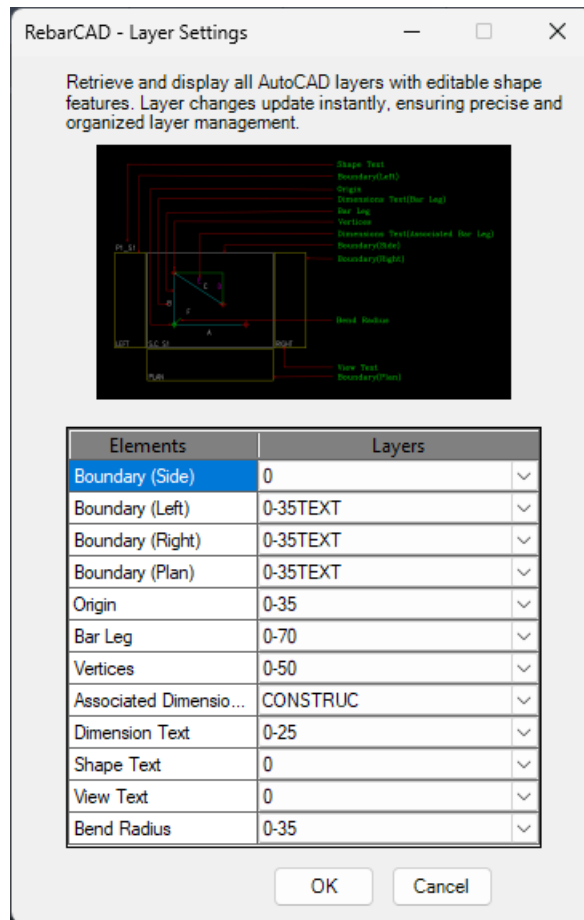 RebarCAD - Layer Settings
Retrieve and display all AutoCAD layers with editable shape
features. Layer changes update instantly, ensuring precise and
organized layer management.
Shape Text
Boundary(Left)
Origin
Dimensions Text(Bar Leg)
Bar Leg
Vertices
Dimensions Text(Associated Bar Leg)
Boundary(Side)
P1_S1
Boundary(Right)
C
B
F
Bend Radius
A
LEFT
S.C_S1
RIGHT
View Text
PLAN
Boundary(Plan)
Elements Layers
Boundary (Side) 0
Boundary (Left) 0-35TEXT
Boundary (Right) 0-35TEXT
Boundary (Plan) 0-35TEXT
Origin 0-35
Bar Leg 0-70
Vertices 0-50
Associated Dimensio... CONSTRUC
Dimension Text 0-25
Shape Text 0
View Text 0
Bend Radius 0-35
OK Cancel